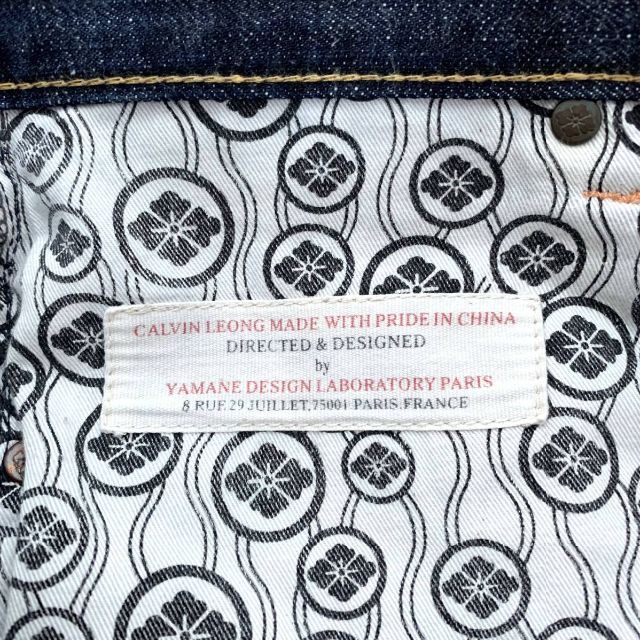 CALVIN LEONG MADE WITH PRIDE IN CHINA
DIRECTED & DESIGNED
by
YAMANE DESIGN LABORATORY PARIS
8 RUE 29 JUILLET,75001 PARIS.FRANCE